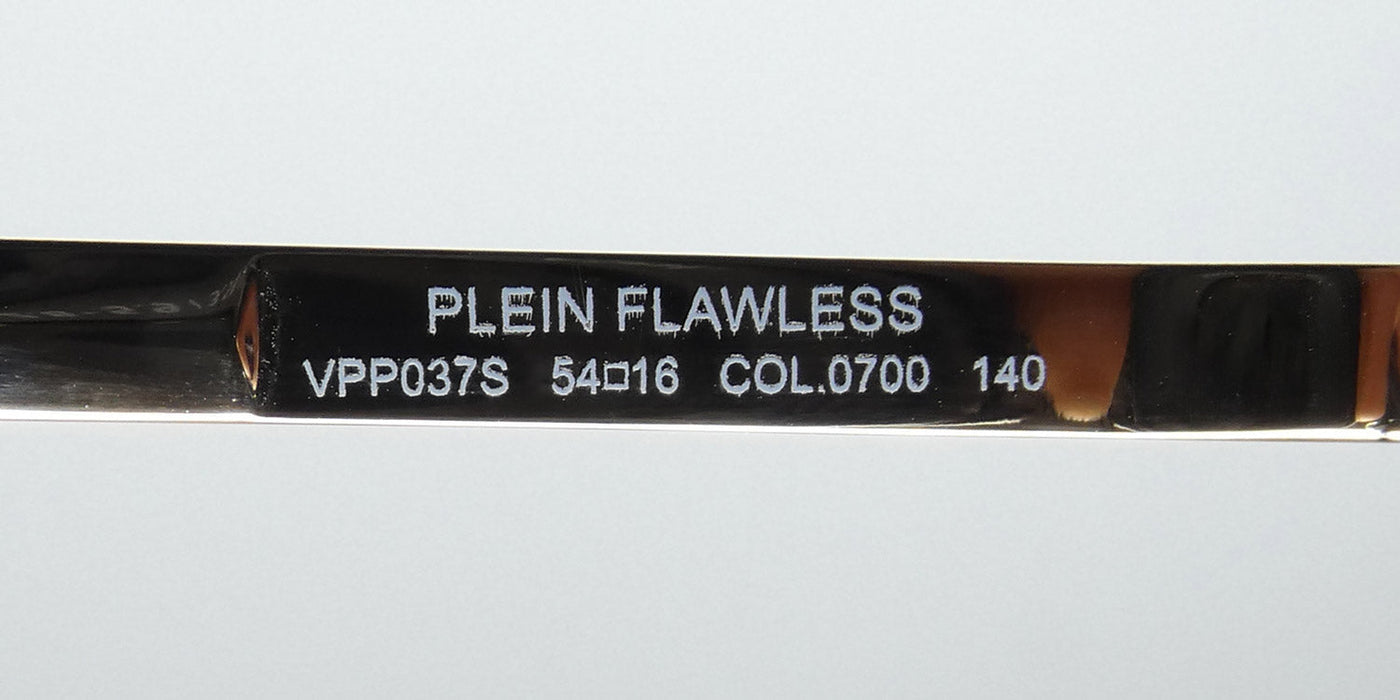 PLEIN FLAWLESS
VPP037S 54□16 COL.0700 140